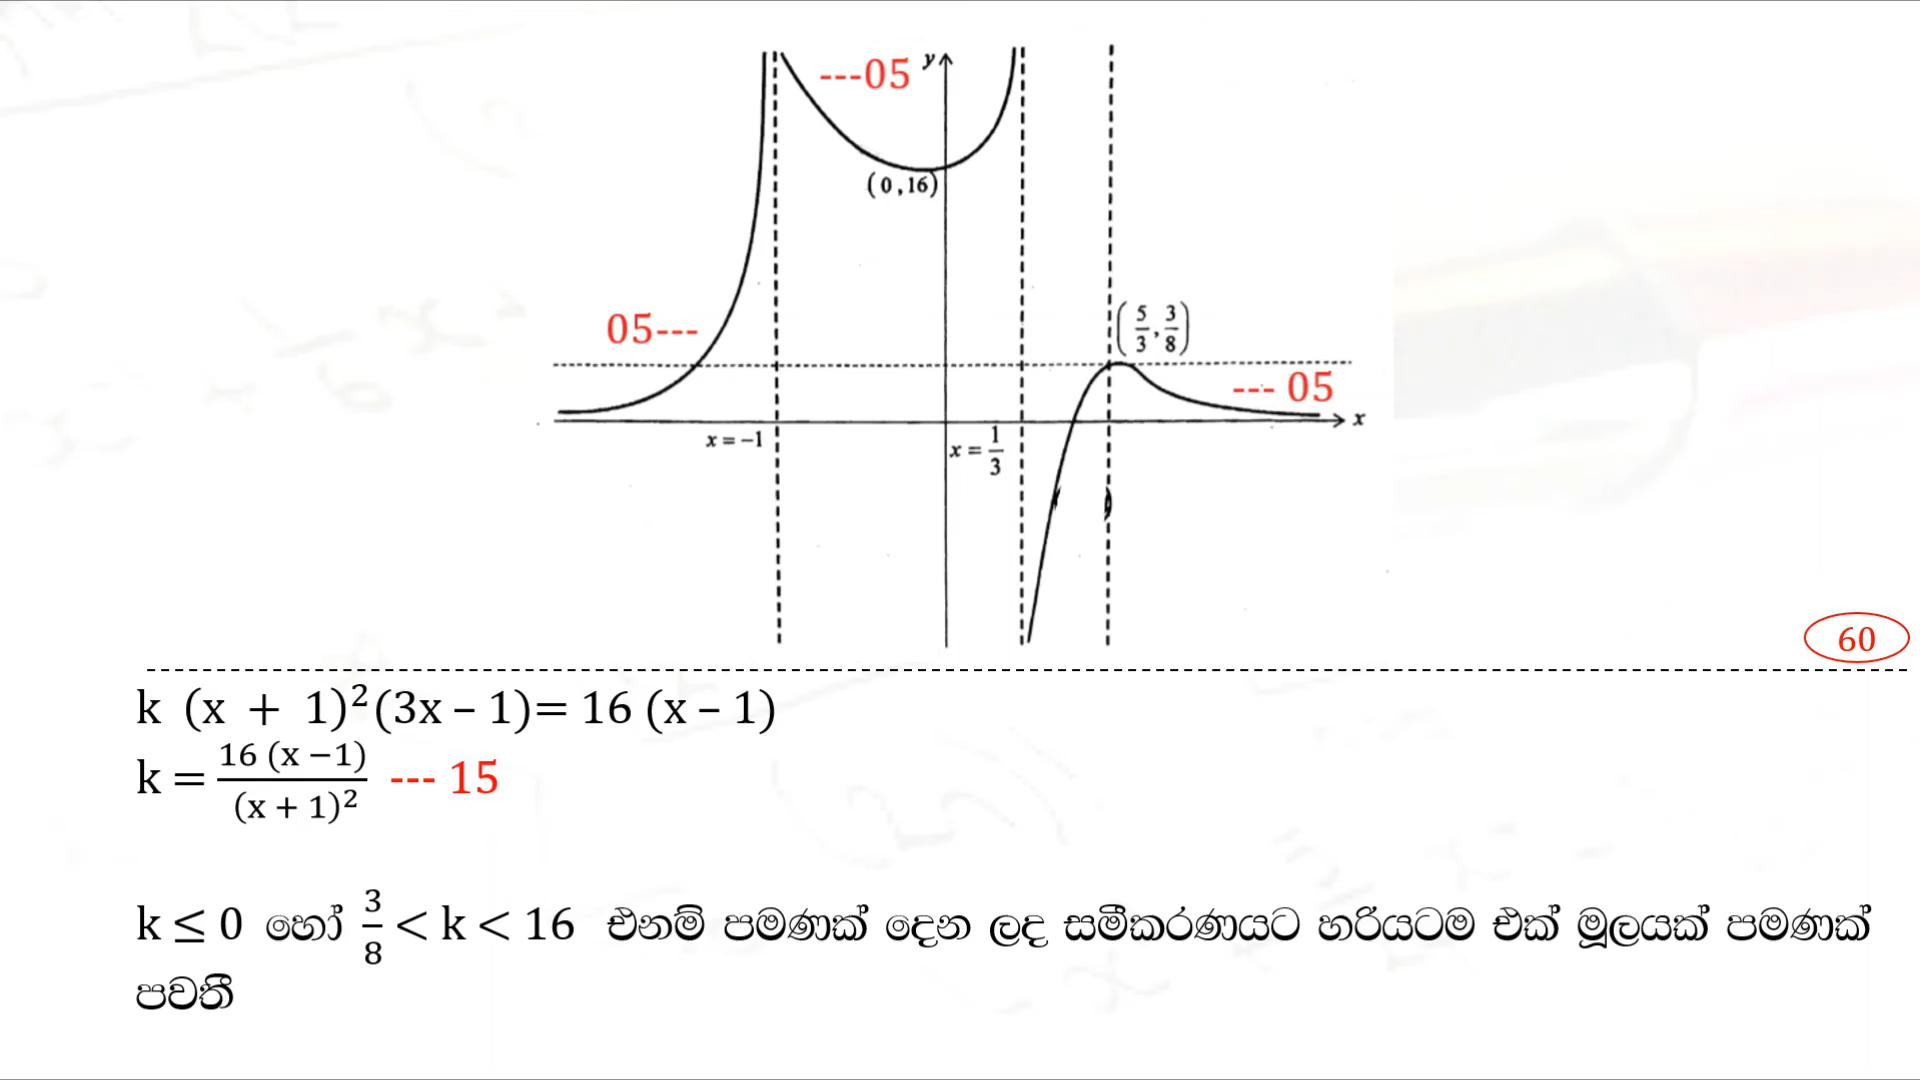 ---05 y
(0,16)
(5/3, 3/8)
05---
--- 05
x
x = -1
x = 1/3
60
k (x + 1)²(3x – 1)= 16 (x – 1)
k = 16 (x −1)/(x + 1)² --- 15
k ≤ 0 හෝ 3/8 < k < 16 එනම් පමණක් දෙන ලද සමීකරණයට හරියටම එක් මූලයක් පමණක්
පවතී